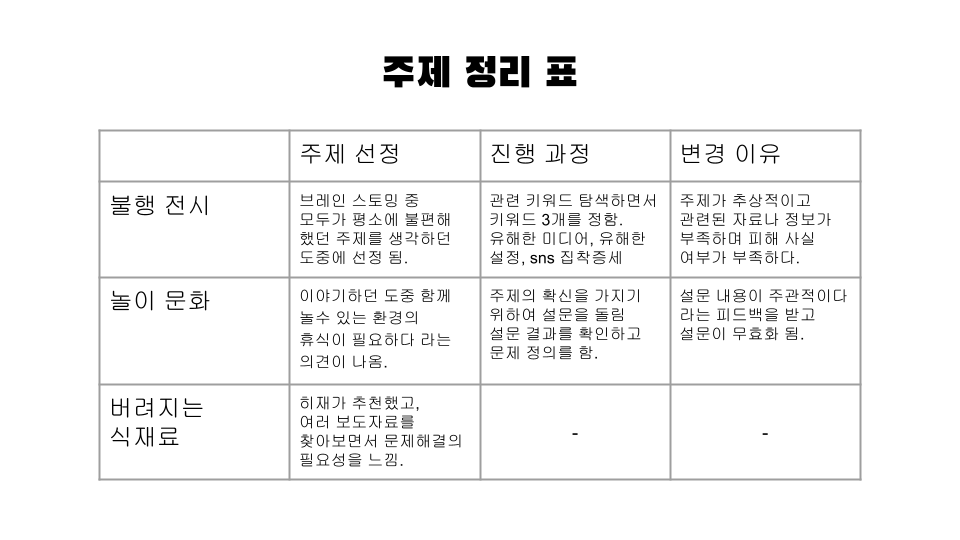 주제 정리 표
주제 선정
진행 과정
변경 이유
불행 전시
브레인 스토밍 중
모두가 평소에 불편해
했던 주제를 생각하던
도중에 선정 됨.
관련 키워드 탐색하면서
키워드 3개를 정함.
유해한 미디어, 유해한
설정, sns 집착증세
주제가 추상적이고
관련된 자료나 정보가
부족하며 피해 사실
여부가 부족하다.
놀이 문화
이야기하던 도중 함께
놀수 있는 환경의
휴식이 필요하다 라는
의견이 나옴.
주제의 확신을 가지기
위하여 설문을 돌림
설문 결과를 확인하고
문제 정의를 함.
설문 내용이 주관적이다
라는 피드백을 받고
설문이 무효화 됨.
버려지는
식재료
히재가 추천했고,
여러 보도자료를
찾아보면서 문제해결의
필요성을 느낌.
-
-